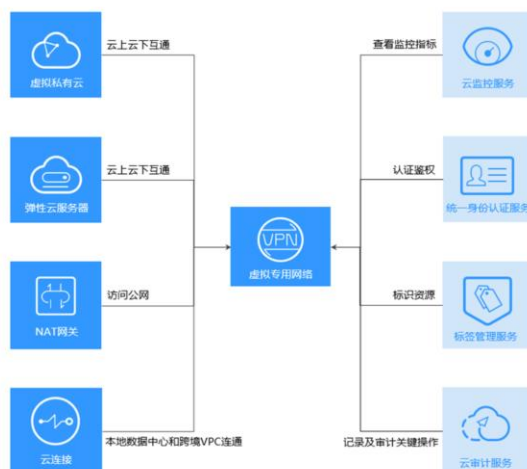 云上云下互通
虚拟私有云
查看监控指标
云监控服务
云上云下互通
弹性云服务器
认证鉴权
统一身份认证服务
VPN
虚拟专用网络
访问公网
NAT网关
标识资源
标签管理服务
本地数据中心和跨境VPC连通
云连接
记录及审计关键操作
云审计服务